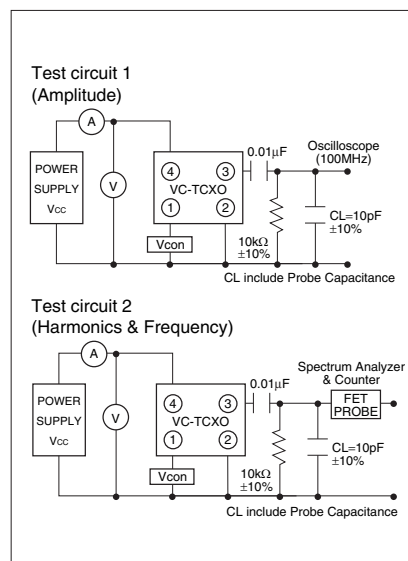 Test circuit 1
(Amplitude)
A
0.01μF
Oscilloscope
(100MHz)
POWER
SUPPLY
Vcc
V
4
3
VC-TCXO
1
2
Vcon
10kΩ
±10%
CL=10pF
±10%
CL include Probe Capacitance
Test circuit 2
(Harmonics & Frequency)
A
0.01μF
Spectrum Analyzer
& Counter
POWER
SUPPLY
Vcc
V
4
3
VC-TCXO
1
2
FET
PROBE
Vcon
10kΩ
±10%
CL=10pF
±10%
CL include Probe Capacitance